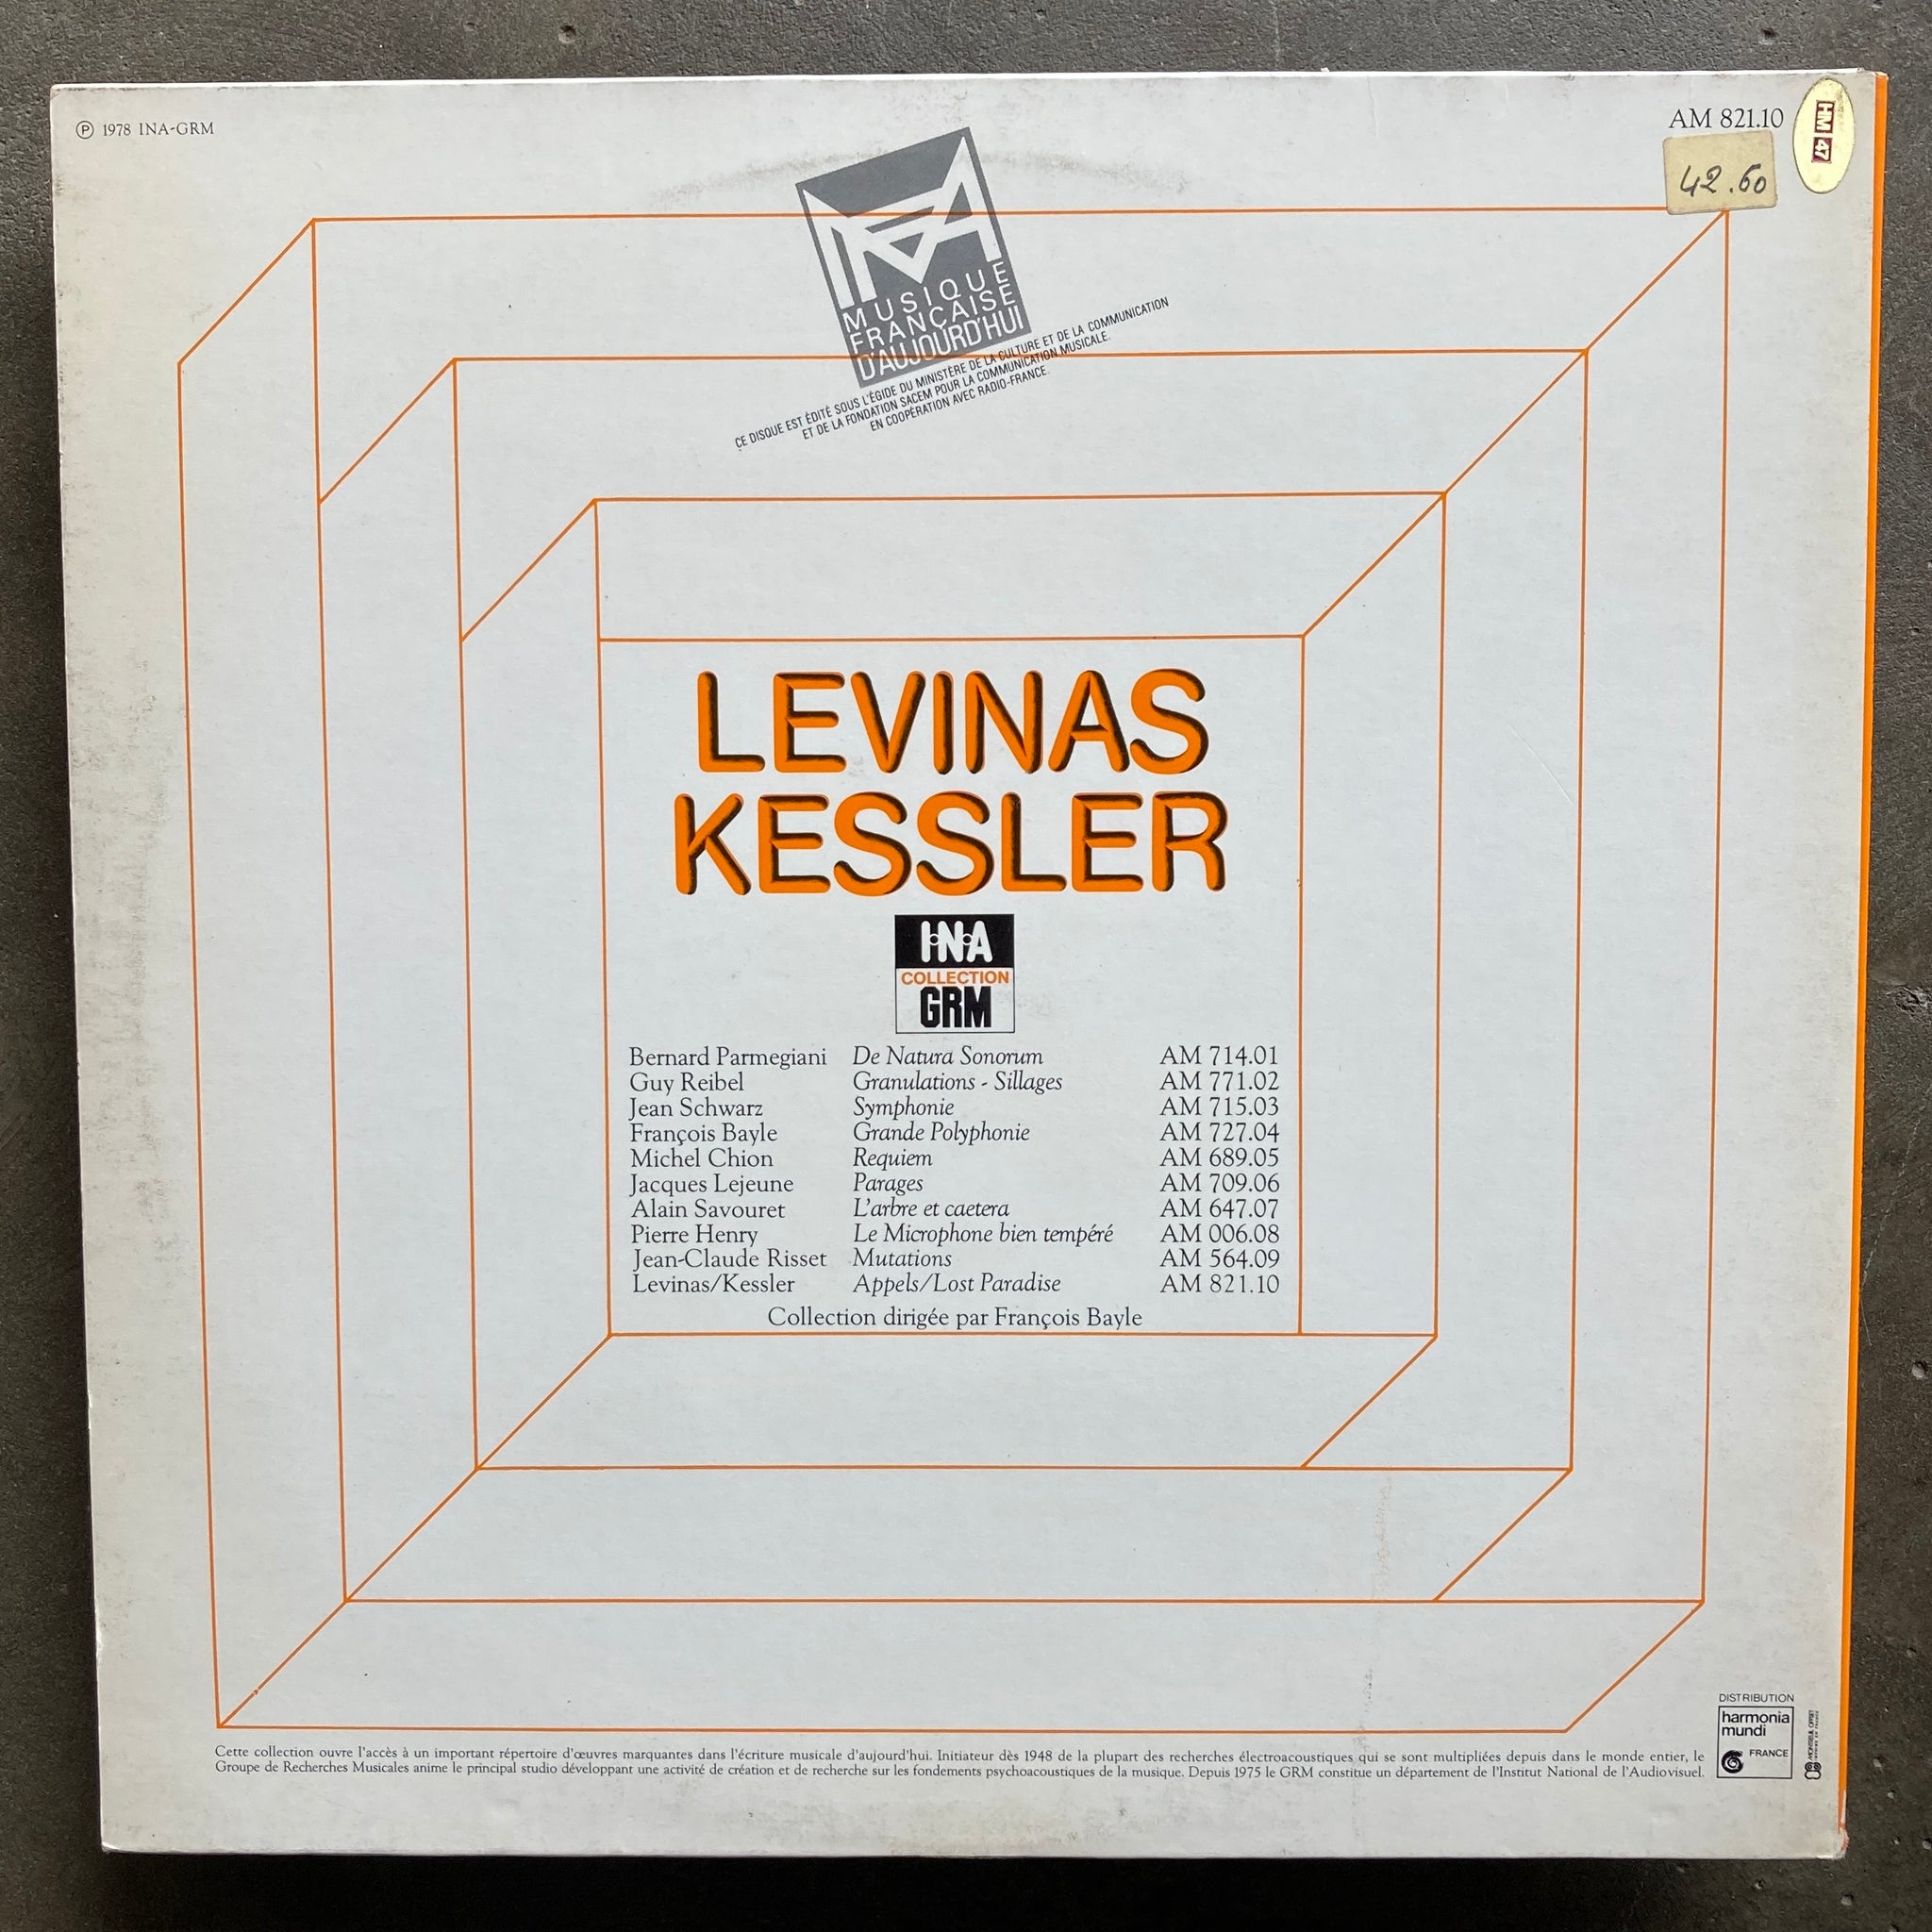 Ⓟ 1978 INA-GRM
AM 821.10
HM 47
42.60
MUSIQUE
FRANÇAISE
D'AUJOURD'HUI
CE DISQUE EST ÉDITÉ SOUS L'ÉGIDE DU MINISTÈRE DE LA CULTURE ET DE LA COMMUNICATION
ET DE LA FONDATION SACEM POUR LA COMMUNICATION MUSICALE.
EN COOPÉRATION AVEC RADIO-FRANCE.
LEVINAS
KESSLER
INA
COLLECTION
GRM
Bernard Parmegiani De Natura Sonorum AM 714.01
Guy Reibel Granulations - Sillages AM 771.02
Jean Schwarz Symphonie AM 715.03
François Bayle Grande Polyphonie AM 727.04
Michel Chion Requiem AM 689.05
Jacques Lejeune Parages AM 709.06
Alain Savouret L'arbre et caetera AM 647.07
Pierre Henry Le Microphone bien tempéré AM 006.08
Jean-Claude Risset Mutations AM 564.09
Levinas/Kessler Appels/Lost Paradise AM 821.10
Collection dirigée par François Bayle
Cette collection ouvre l'accès à un important répertoire d'œuvres marquantes dans l'écriture musicale d'aujourd'hui. Initiateur dès 1948 de la plupart des recherches électroacoustiques qui se sont multipliées depuis dans le monde entier, le
Groupe de Recherches Musicales anime le principal studio développant une activité de création et de recherche sur les fondements psychoacoustiques de la musique. Depuis 1975 le GRM constitue un département de l'Institut National de l'Audiovisuel.
DISTRIBUTION
harmonia
mundi
FRANCE